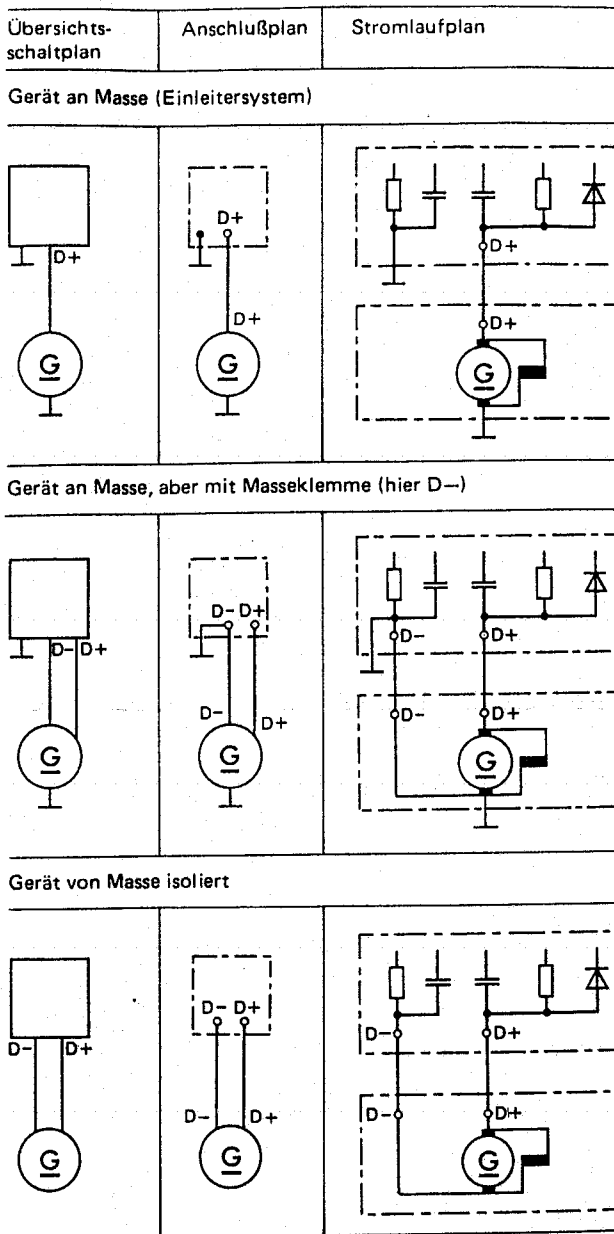 Übersichts-
schaltplan
Anschlußplan
Stromlaufplan
Gerät an Masse (Einleitersystem)
D+
G
D+
D+
G
D+
D+
G
Gerät an Masse, aber mit Masseklemme (hier D—)
D- D+
G
D- D+
D- D+
G
D- D+
D- D+
G
Gerät von Masse isoliert
D- D+
G
D- D+
D- D+
G
D- D+
D- D+
G